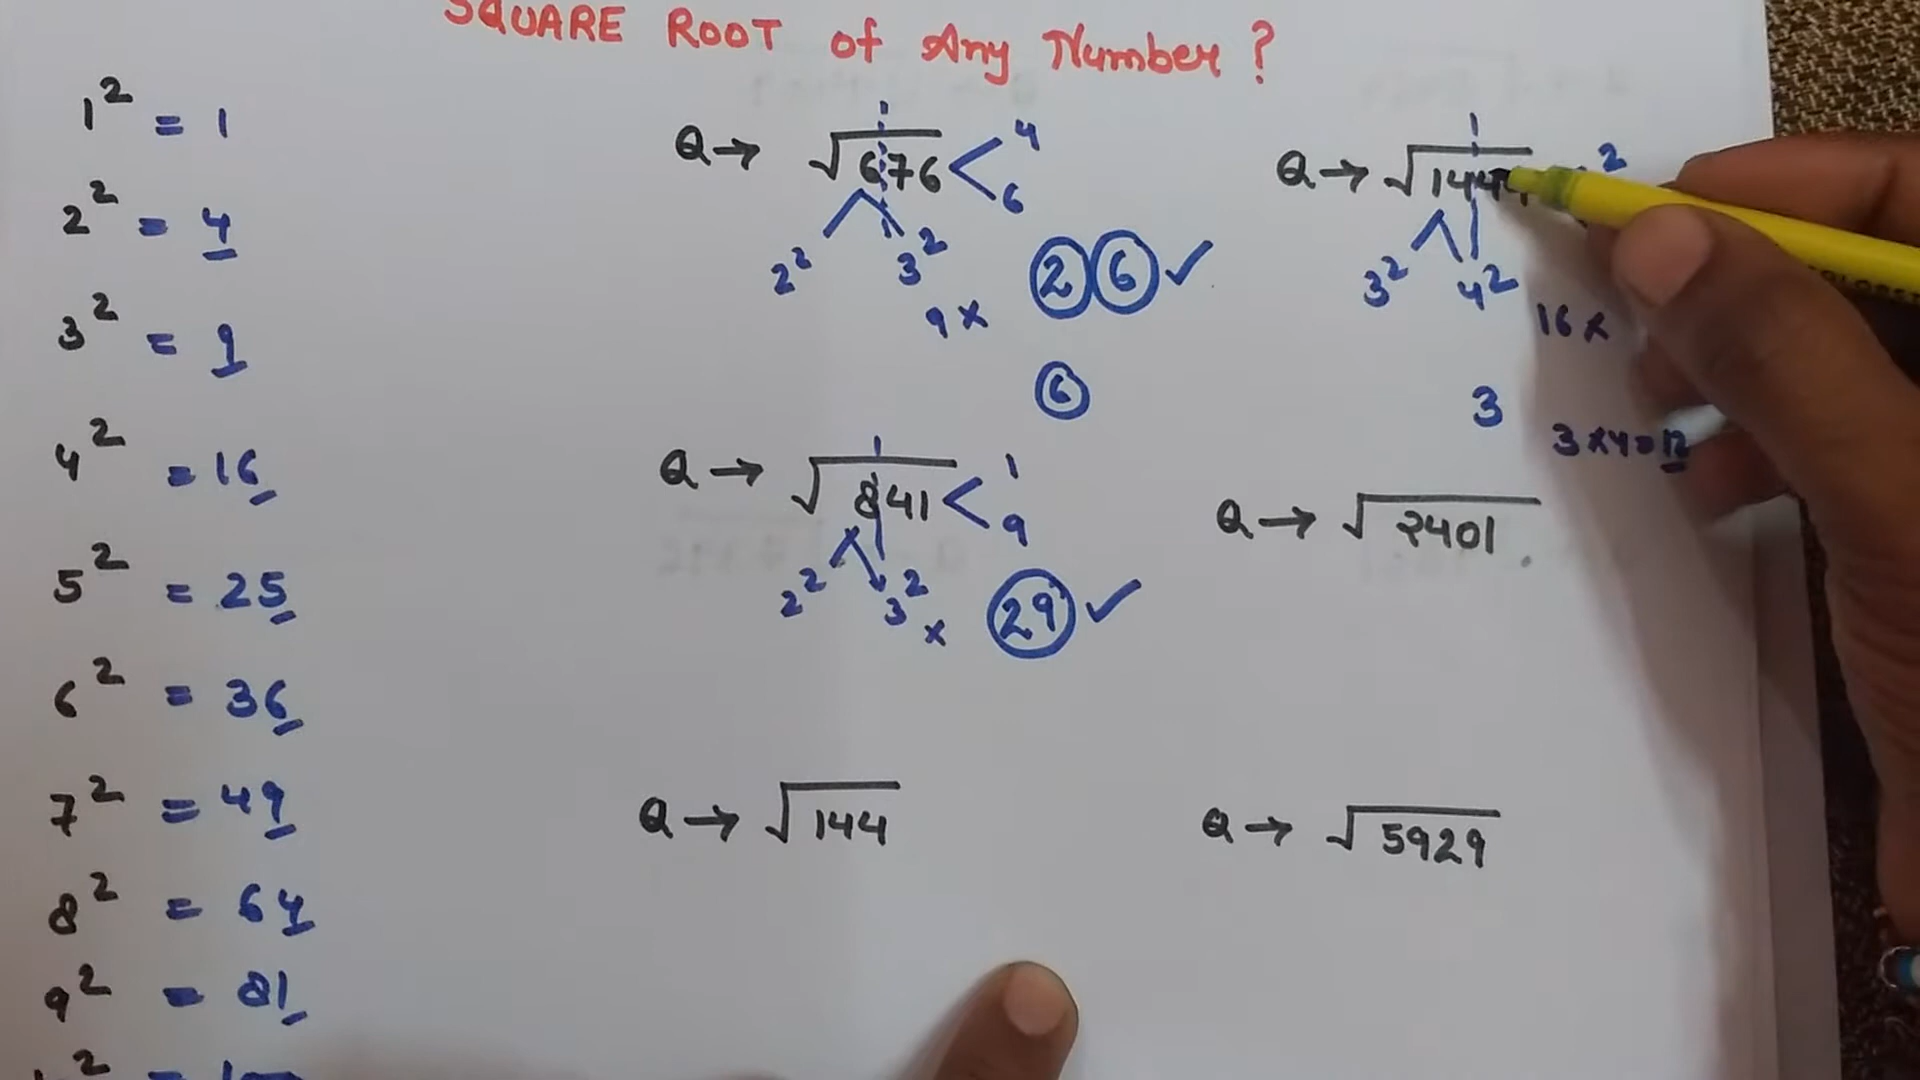 SQUARE ROOT of Any Number ?
1² = 1
2² = 4
3² = 9
4² = 16
5² = 25
6² = 36
7² = 49
8² = 64
9² = 81
Q → √676 < 4 6
2² 3²
9 ×
2 6 ✓
6
Q → √841 < 1 9
2² 3² ×
29 ✓
Q → √144
Q → √1444 2
3² 4²
16 ×
3
3 × 4 = 12
Q → √2401
Q → √5929